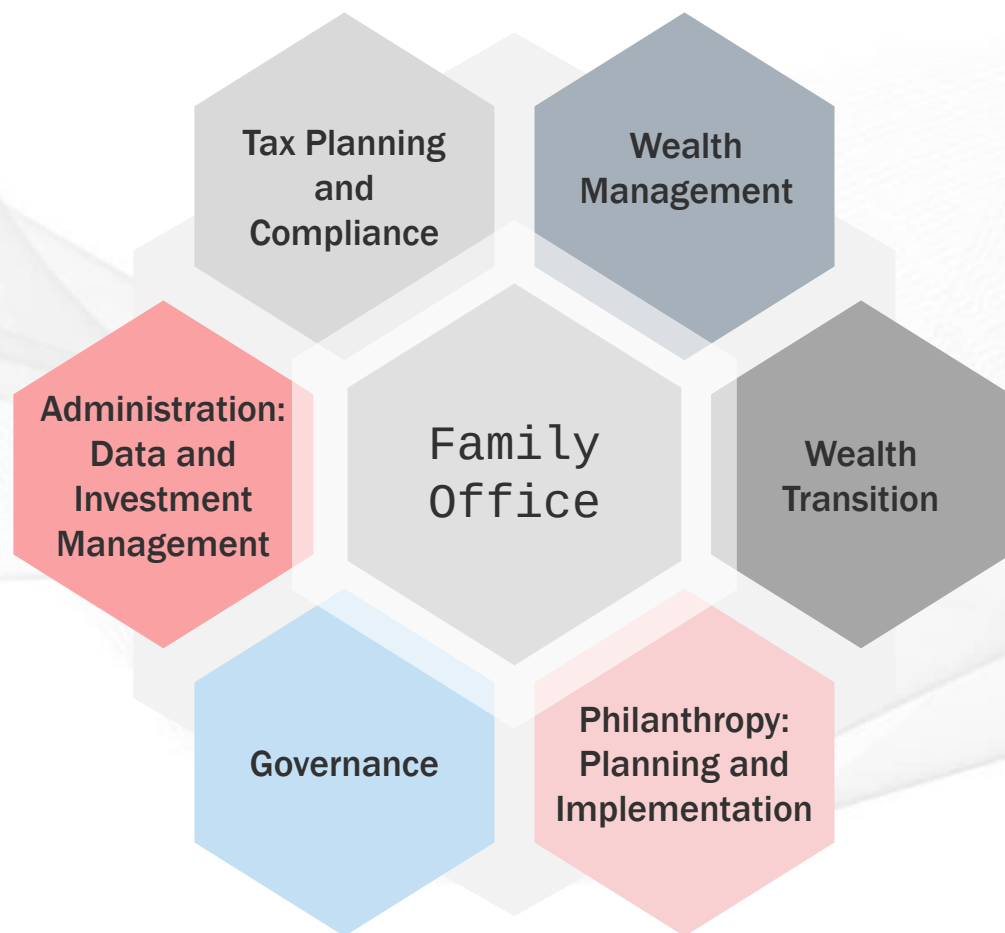 Tax Planning
and
Compliance
Wealth
Management
Administration:
Data and
Investment
Management
Family
Office
Wealth
Transition
Governance
Philanthropy:
Planning and
Implementation